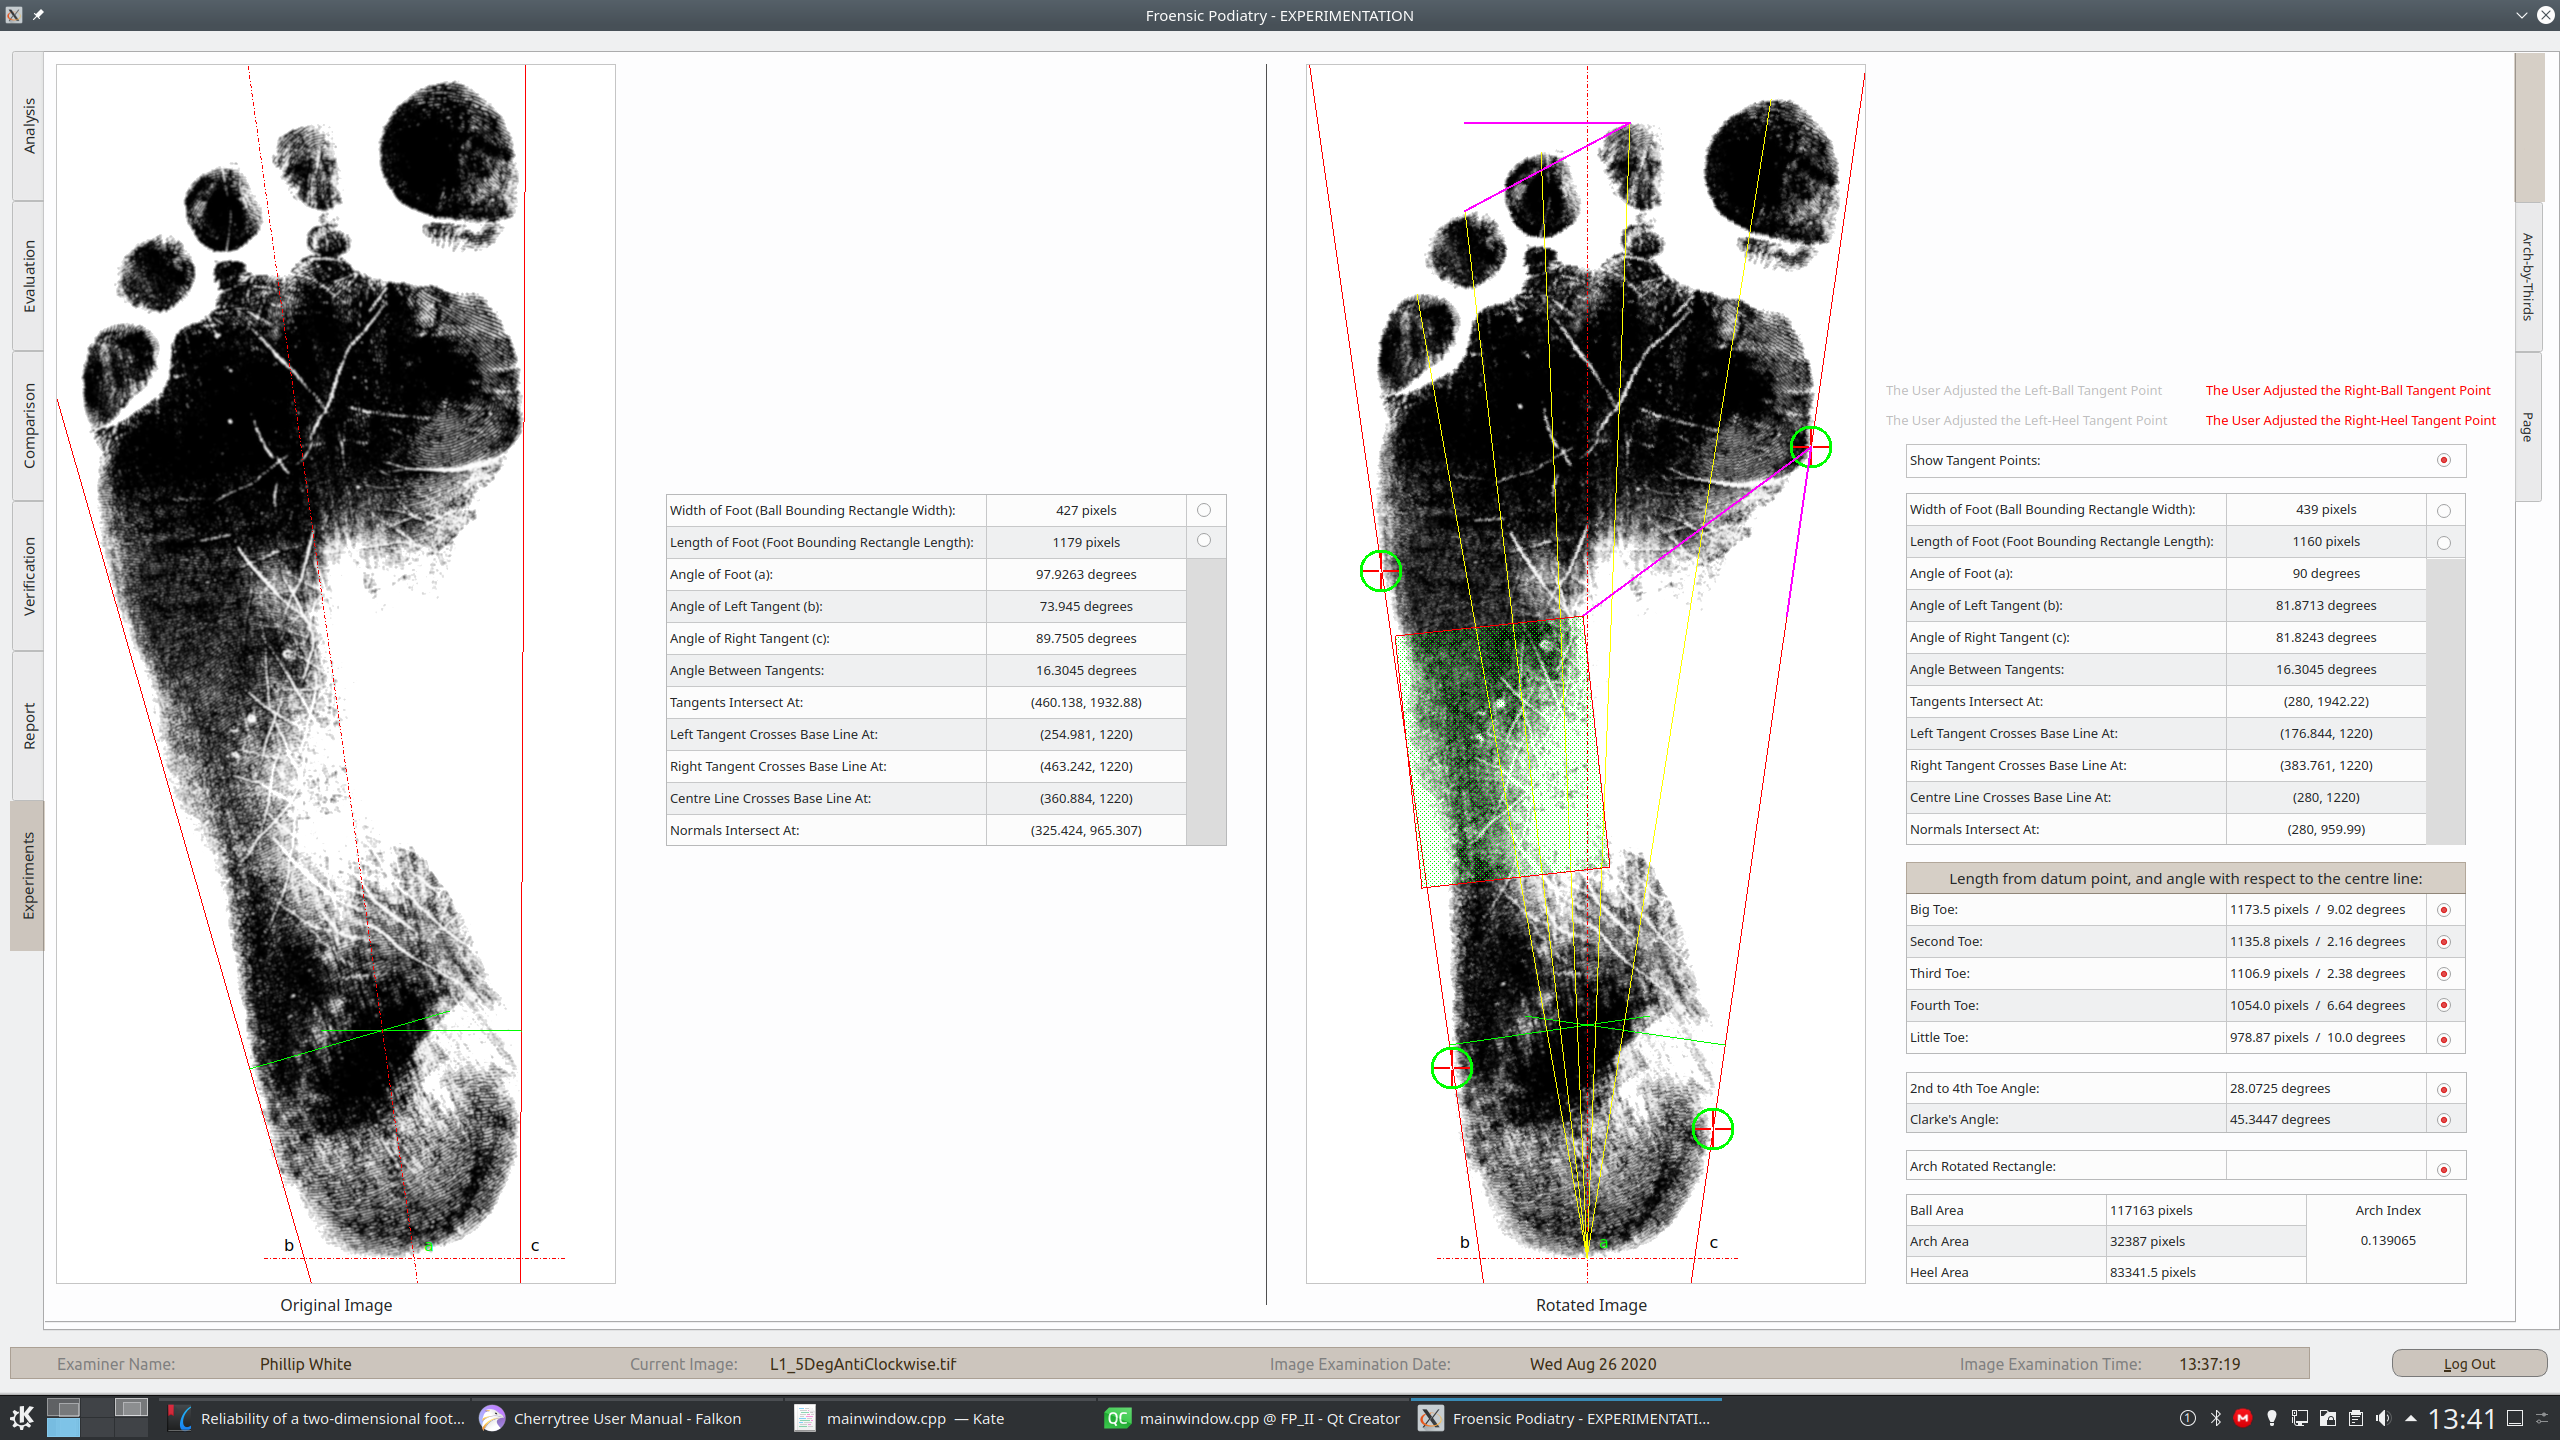 Froensic Podiatry - EXPERIMENTATION
Analysis
Evaluation
Comparison
Verification
Report
Experiments
b
a
c
Original Image
Width of Foot (Ball Bounding Rectangle Width): 427 pixels
Length of Foot (Foot Bounding Rectangle Length): 1179 pixels
Angle of Foot (a): 97.9263 degrees
Angle of Left Tangent (b): 73.945 degrees
Angle of Right Tangent (c): 89.7505 degrees
Angle Between Tangents: 16.3045 degrees
Tangents Intersect At: (460.138, 1932.88)
Left Tangent Crosses Base Line At: (254.981, 1220)
Right Tangent Crosses Base Line At: (463.242, 1220)
Centre Line Crosses Base Line At: (360.884, 1220)
Normals Intersect At: (325.424, 965.307)
b
a
c
Rotated Image
The User Adjusted the Left-Ball Tangent Point The User Adjusted the Right-Ball Tangent Point
The User Adjusted the Left-Heel Tangent Point The User Adjusted the Right-Heel Tangent Point
Show Tangent Points:
Width of Foot (Ball Bounding Rectangle Width): 439 pixels
Length of Foot (Foot Bounding Rectangle Length): 1160 pixels
Angle of Foot (a): 90 degrees
Angle of Left Tangent (b): 81.8713 degrees
Angle of Right Tangent (c): 81.8243 degrees
Angle Between Tangents: 16.3045 degrees
Tangents Intersect At: (280, 1942.22)
Left Tangent Crosses Base Line At: (176.844, 1220)
Right Tangent Crosses Base Line At: (383.761, 1220)
Centre Line Crosses Base Line At: (280, 1220)
Normals Intersect At: (280, 959.99)
Length from datum point, and angle with respect to the centre line:
Big Toe: 1173.5 pixels / 9.02 degrees
Second Toe: 1135.8 pixels / 2.16 degrees
Third Toe: 1106.9 pixels / 2.38 degrees
Fourth Toe: 1054.0 pixels / 6.64 degrees
Little Toe: 978.87 pixels / 10.0 degrees
2nd to 4th Toe Angle: 28.0725 degrees
Clarke's Angle: 45.3447 degrees
Arch Rotated Rectangle:
Ball Area 117163 pixels Arch Index
Arch Area 32387 pixels 0.139065
Heel Area 83341.5 pixels
Arch-by-Thirds
Page
Examiner Name: Phillip White Current Image: L1_5DegAntiClockwise.tif Image Examination Date: Wed Aug 26 2020 Image Examination Time: 13:37:19 Log Out
Reliability of a two-dimensional foot... Cherrytree User Manual - Falkon mainwindow.cpp — Kate QC mainwindow.cpp @ FP_II - Qt Creator Froensic Podiatry - EXPERIMENTATI... 13:41